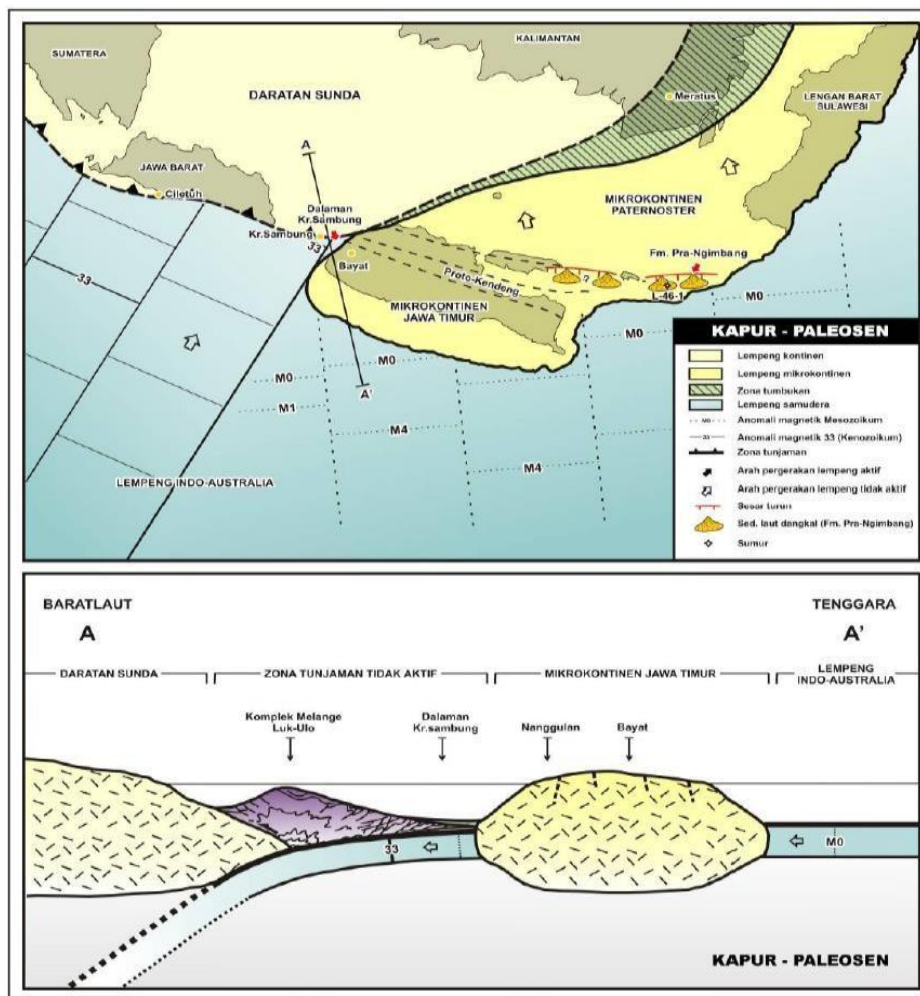 SUMATERA
KALIMANTAN
DARATAN SUNDA
LENGAN BARAT
SULAWESI
Meratus
A
JAWA BARAT
Ciletuh
Dalaman
Kr.Sambung
Kr.Sambung
33
Bayat
MIKROKONTINEN
PATERNOSTER
Fm. Pra-Ngimbang
Proto-Kendeng
?
L-46-1
MIKROKONTINEN
JAWA TIMUR
33
M0
M0
M0
M0
A'
M1
M4
M4
LEMPENG INDO-AUSTRALIA
KAPUR - PALEOSEN
Lempeng kontinen
Lempeng mikrokontinen
Zona tumbukan
Lempeng samudera
M0
Anomali magnetik Mesozoikum
33
Anomali magnetik 33 (Kenozoikum)
Zona tunjaman
Arah pergerakan lempeng aktif
Arah pergerakan lempeng tidak aktif
Sesar turun
Sed. laut dangkal (Fm. Pra-Ngimbang)
Sumur
BARATLAUT
TENGGARA
A
A'
DARATAN SUNDA
ZONA TUNJAMAN TIDAK AKTIF
MIKROKONTINEN JAWA TIMUR
LEMPENG
INDO-AUSTRALIA
Komplek Melange
Luk-Ulo
Dalaman
Kr.sambung
Nanggulan
Bayat
33
M0
KAPUR - PALEOSEN